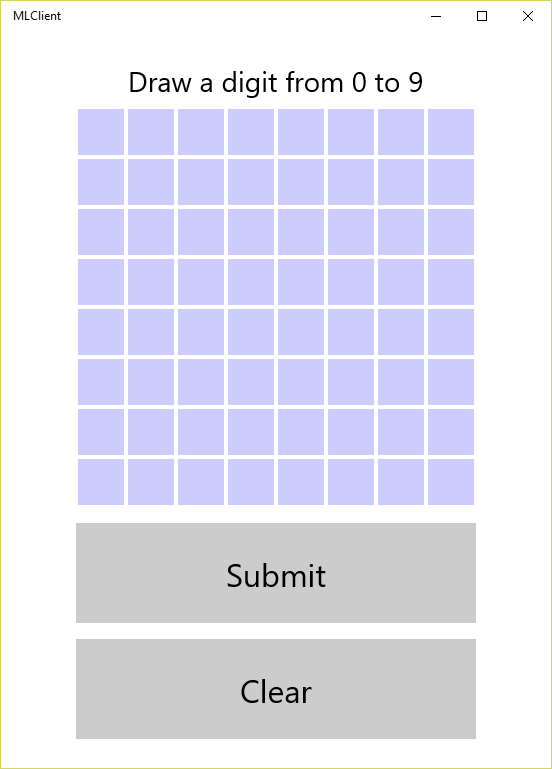 MLClient
Draw a digit from 0 to 9
Submit
Clear